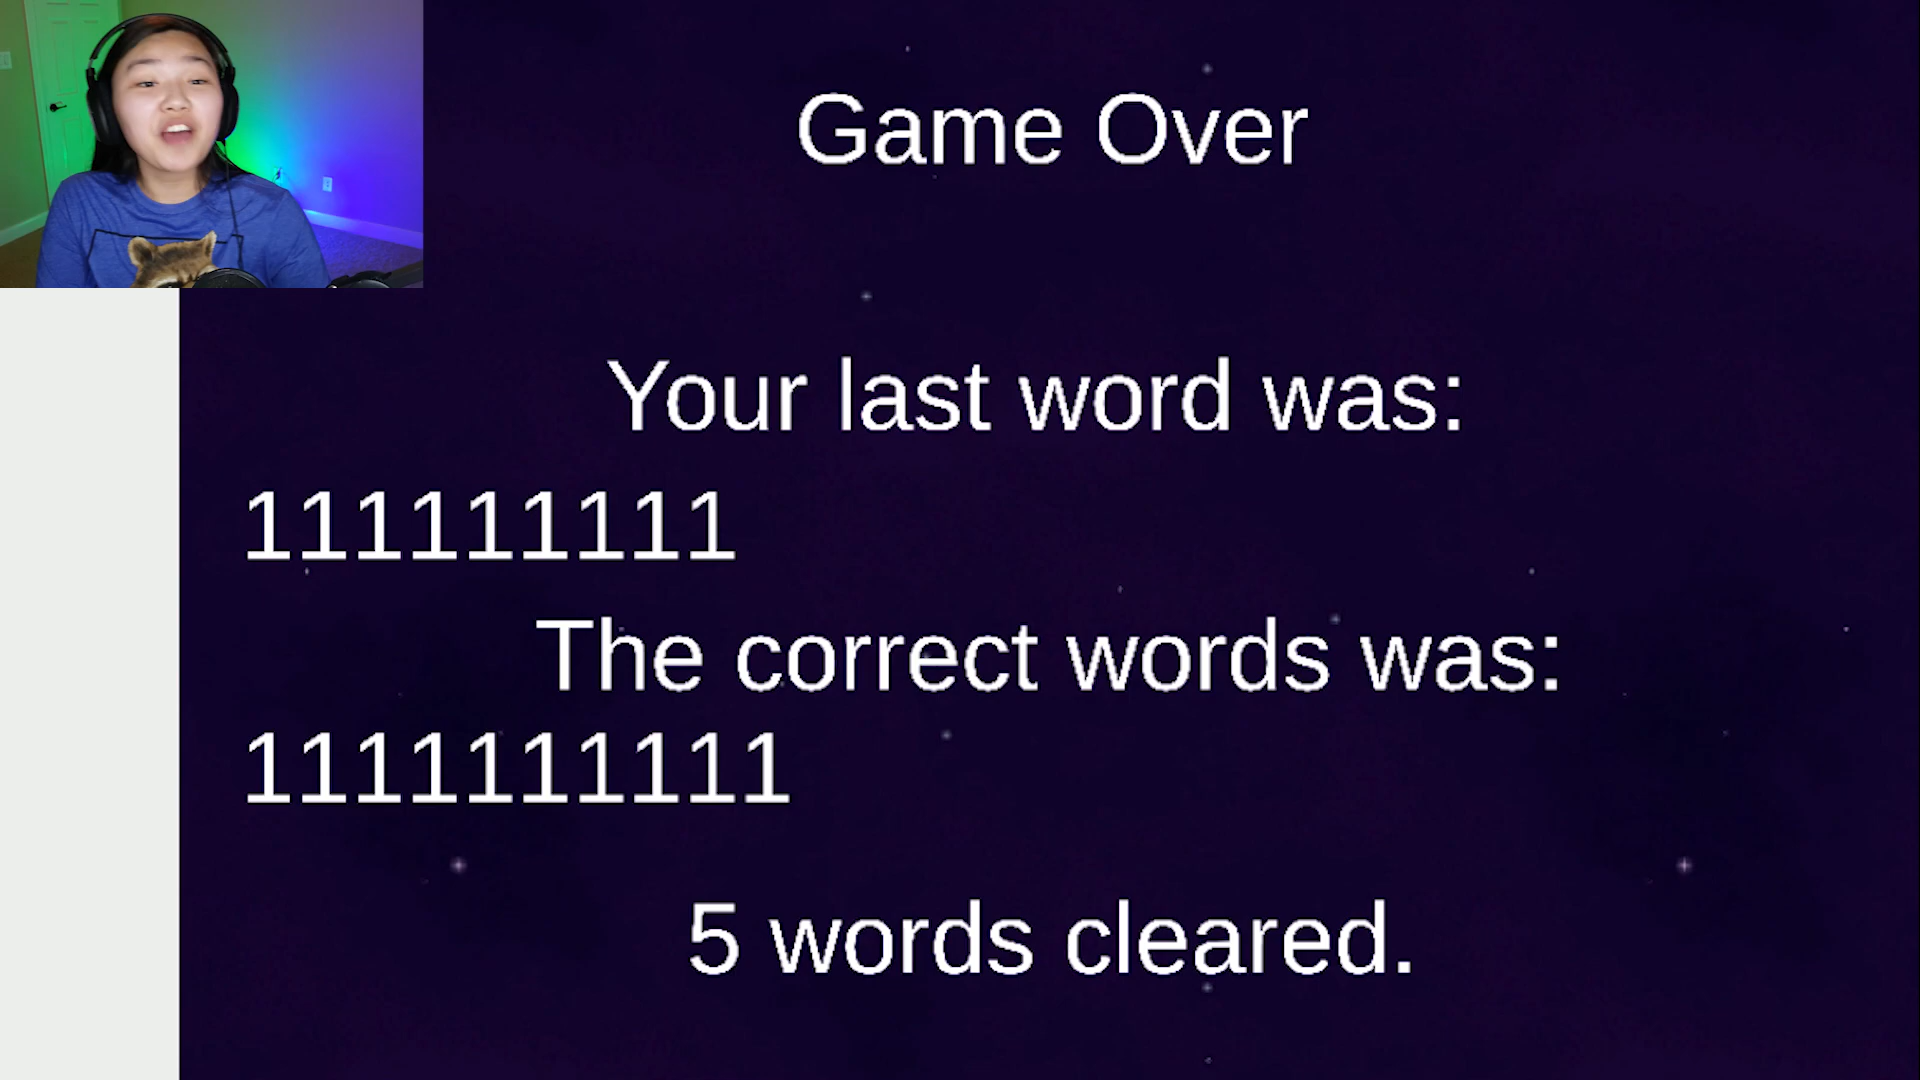 Game Over
Your last word was:
111111111
The correct words was:
1111111111
5 words cleared.